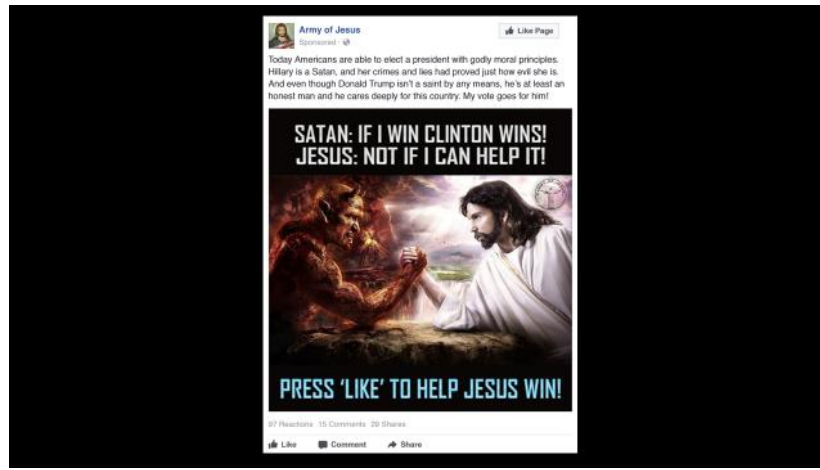 Army of Jesus
Like Page
Sponsored ·
Today Americans are able to elect a president with godly moral principles.
Hillary is a Satan, and her crimes and lies had proved just how evil she is.
And even though Donald Trump isn't a saint by any means, he's at least an
honest man and he cares deeply for this country. My vote goes for him!
SATAN: IF I WIN CLINTON WINS!
JESUS: NOT IF I CAN HELP IT!
PRESS 'LIKE' TO HELP JESUS WIN!
97 Reactions 15 Comments 29 Shares
Like Comment Share